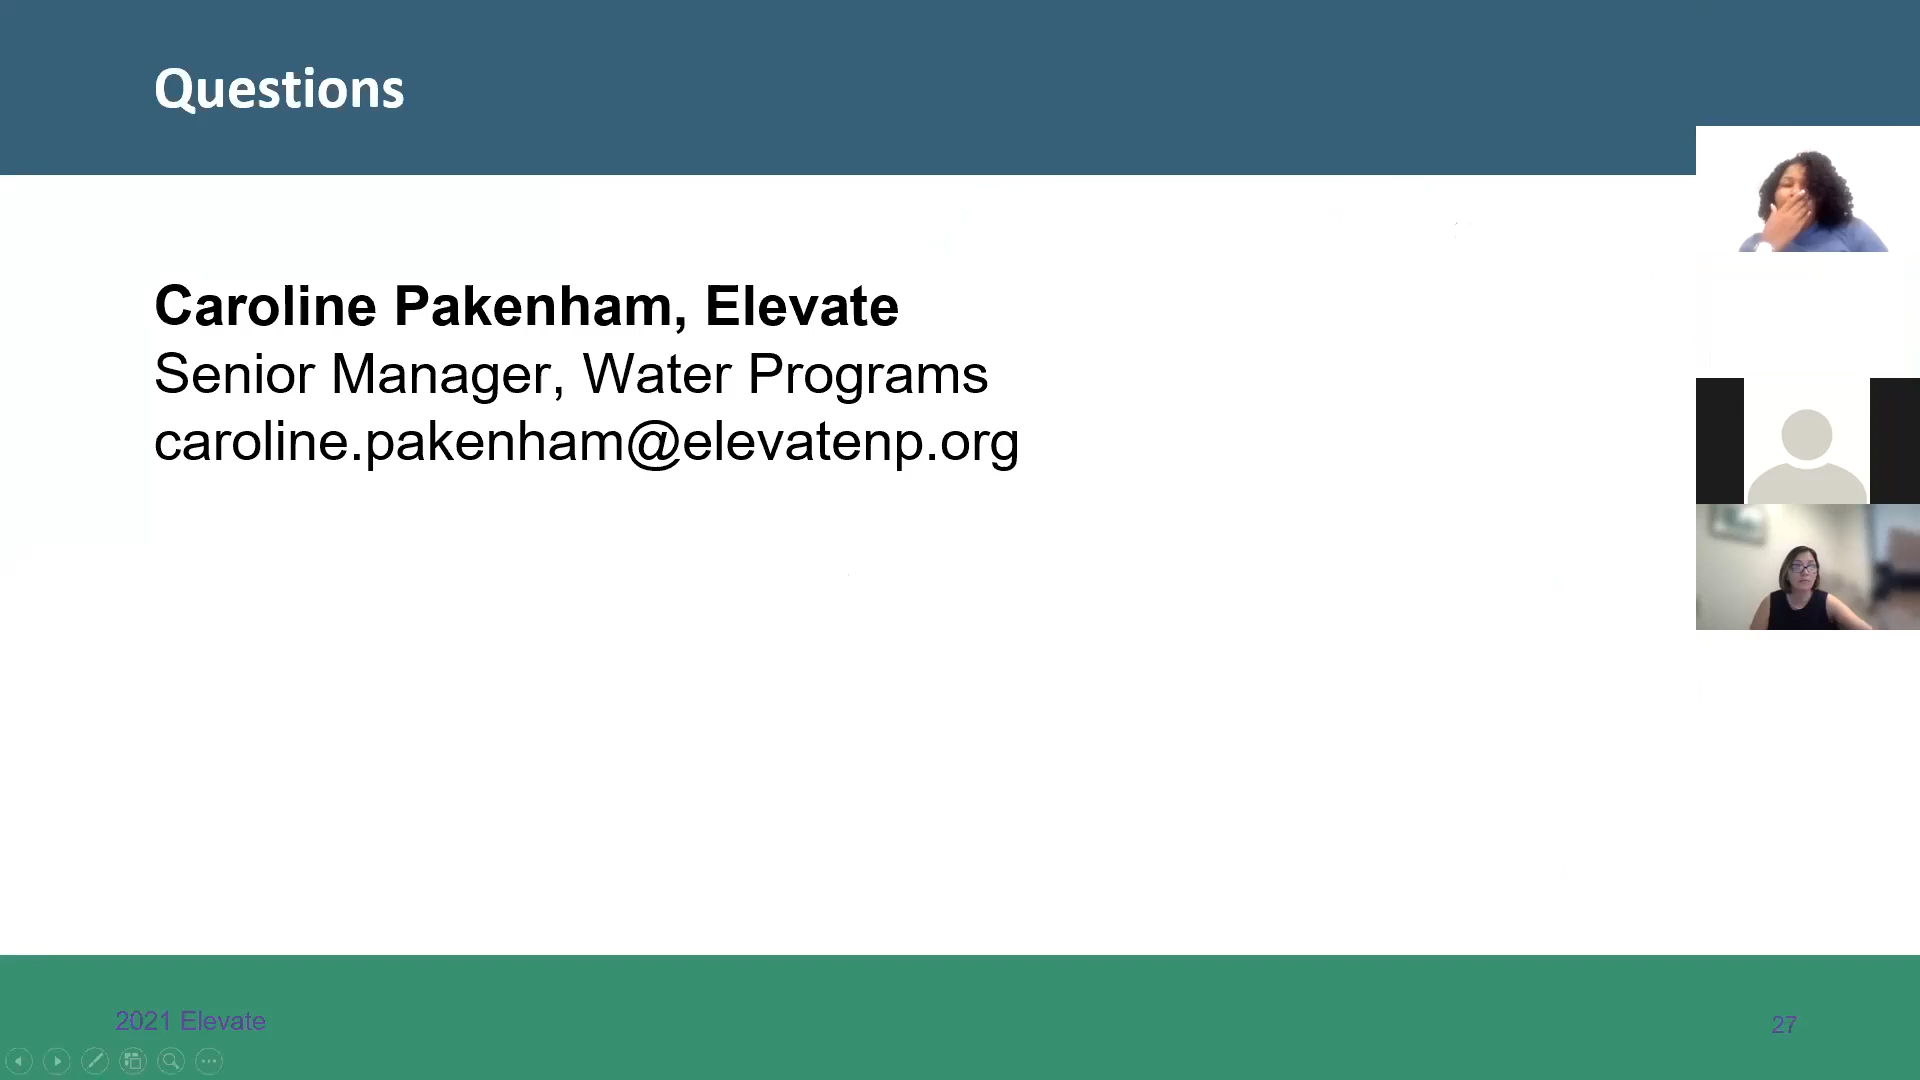 Questions
Caroline Pakenham, Elevate
Senior Manager, Water Programs
caroline.pakenham@elevatenp.org
2021 Elevate
27